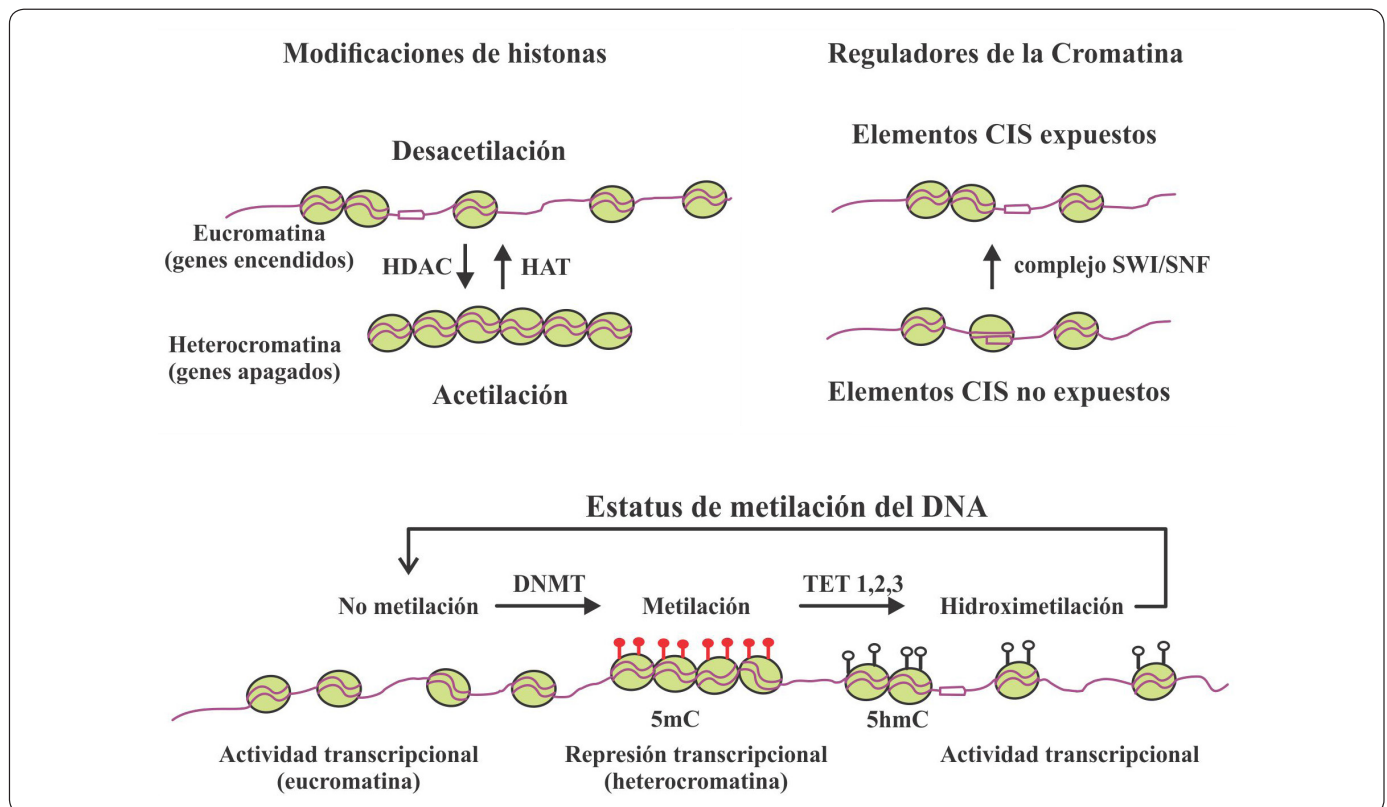 Modificaciones de histonas
Desacetilación
Eucromatina
(genes encendidos)
HDAC
HAT
Heterocromatina
(genes apagados)
Acetilación
Reguladores de la Cromatina
Elementos CIS expuestos
complejo SWI/SNF
Elementos CIS no expuestos
Estatus de metilación del DNA
No metilación
DNMT
Metilación
TET 1,2,3
Hidroximetilación
5mC
5hmC
Actividad transcripcional
(eucromatina)
Represión transcripcional
(heterocromatina)
Actividad transcripcional